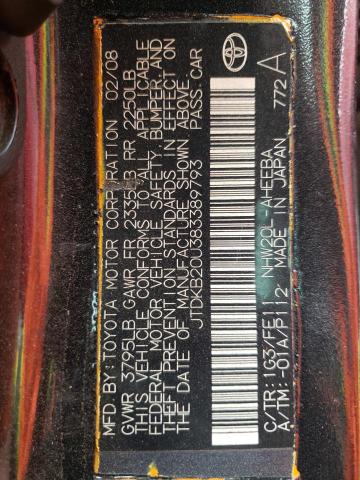 MFD. BY: TOYOTA MOTOR CORPORATION 02/08
GVWR 3795LB GAWR FR 2335LB RR 2250LB
THIS VEHICLE CONFORMS TO ALL APPLICABLE
FEDERAL MOTOR VEHICLE SAFETY, BUMPER, AND
THEFT PREVENTION STANDARDS IN EFFECT ON
THE DATE OF MANUFACTURE SHOWN ABOVE.
JTDKB20U383389793 PASS. CAR
C/TR: 1G3/FE11 NHW20L-AHEEBA
A/TM: -01A/P112 MADE IN JAPAN 772 A